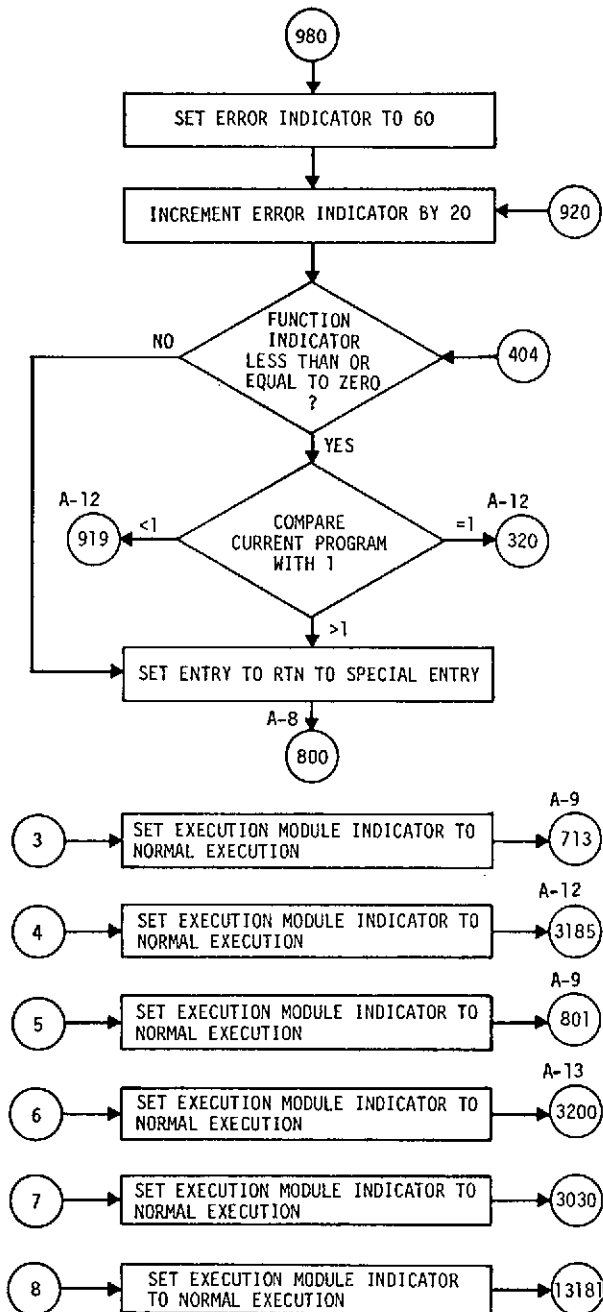 980
SET ERROR INDICATOR TO 60
INCREMENT ERROR INDICATOR BY 20
920
NO
FUNCTION
INDICATOR
LESS THAN OR
EQUAL TO ZERO
?
404
YES
A-12
919
<1
COMPARE
CURRENT PROGRAM
WITH 1
=1
A-12
320
>1
SET ENTRY TO RTN TO SPECIAL ENTRY
A-8
800
3
SET EXECUTION MODULE INDICATOR TO
NORMAL EXECUTION
A-9
713
4
SET EXECUTION MODULE INDICATOR TO
NORMAL EXECUTION
A-12
3185
5
SET EXECUTION MODULE INDICATOR TO
NORMAL EXECUTION
A-9
801
6
SET EXECUTION MODULE INDICATOR TO
NORMAL EXECUTION
A-13
3200
7
SET EXECUTION MODULE INDICATOR TO
NORMAL EXECUTION
3030
8
SET EXECUTION MODULE INDICATOR
TO NORMAL EXECUTION